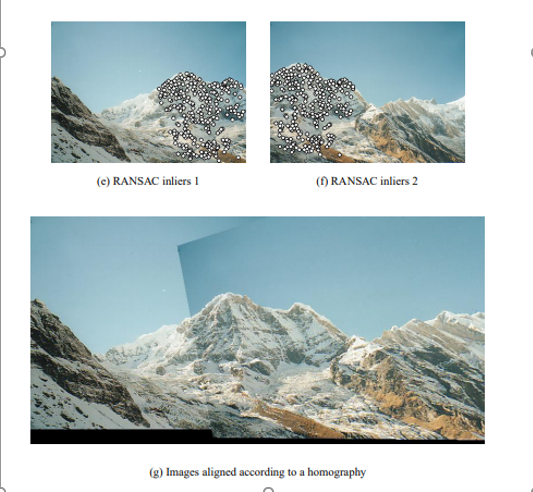 (e) RANSAC inliers 1
(f) RANSAC inliers 2
(g) Images aligned according to a homography